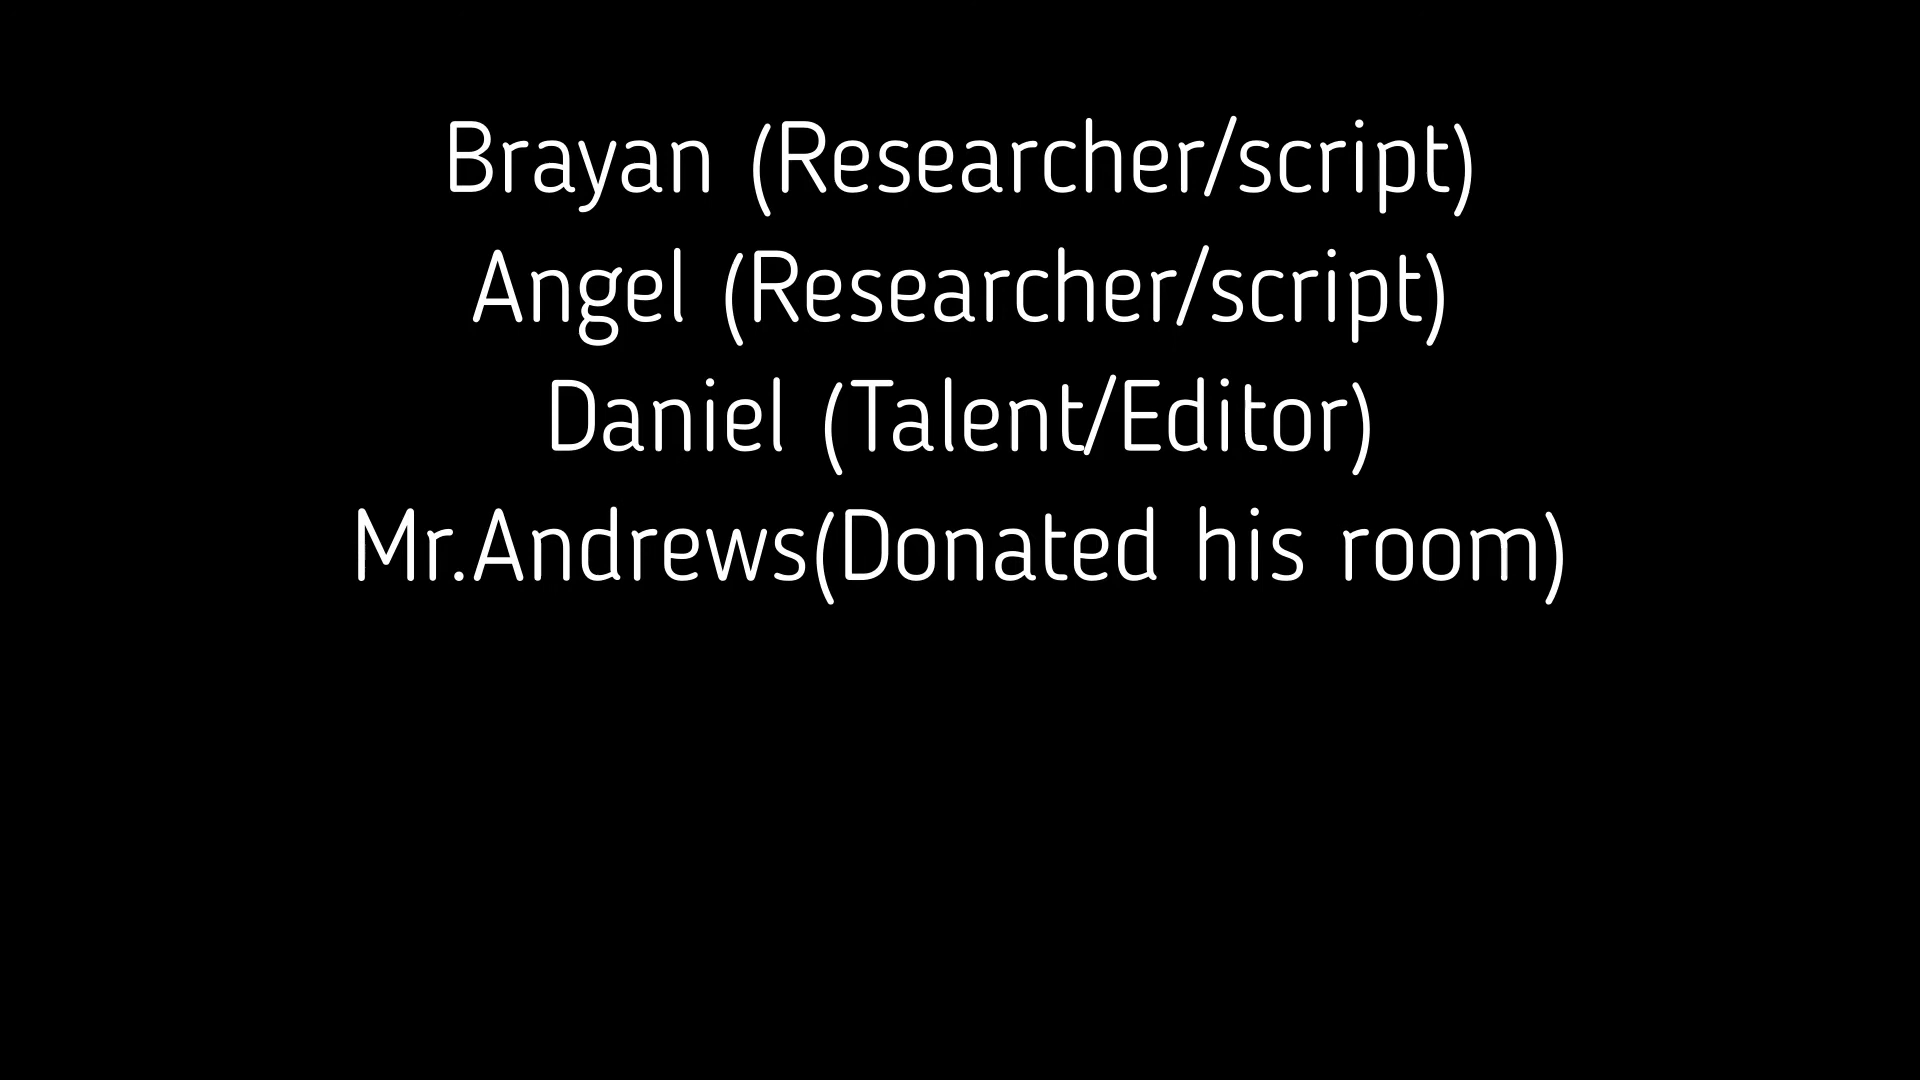 Brayan (Researcher/script)
Angel (Researcher/script)
Daniel (Talent/Editor)
Mr.Andrews(Donated his room)